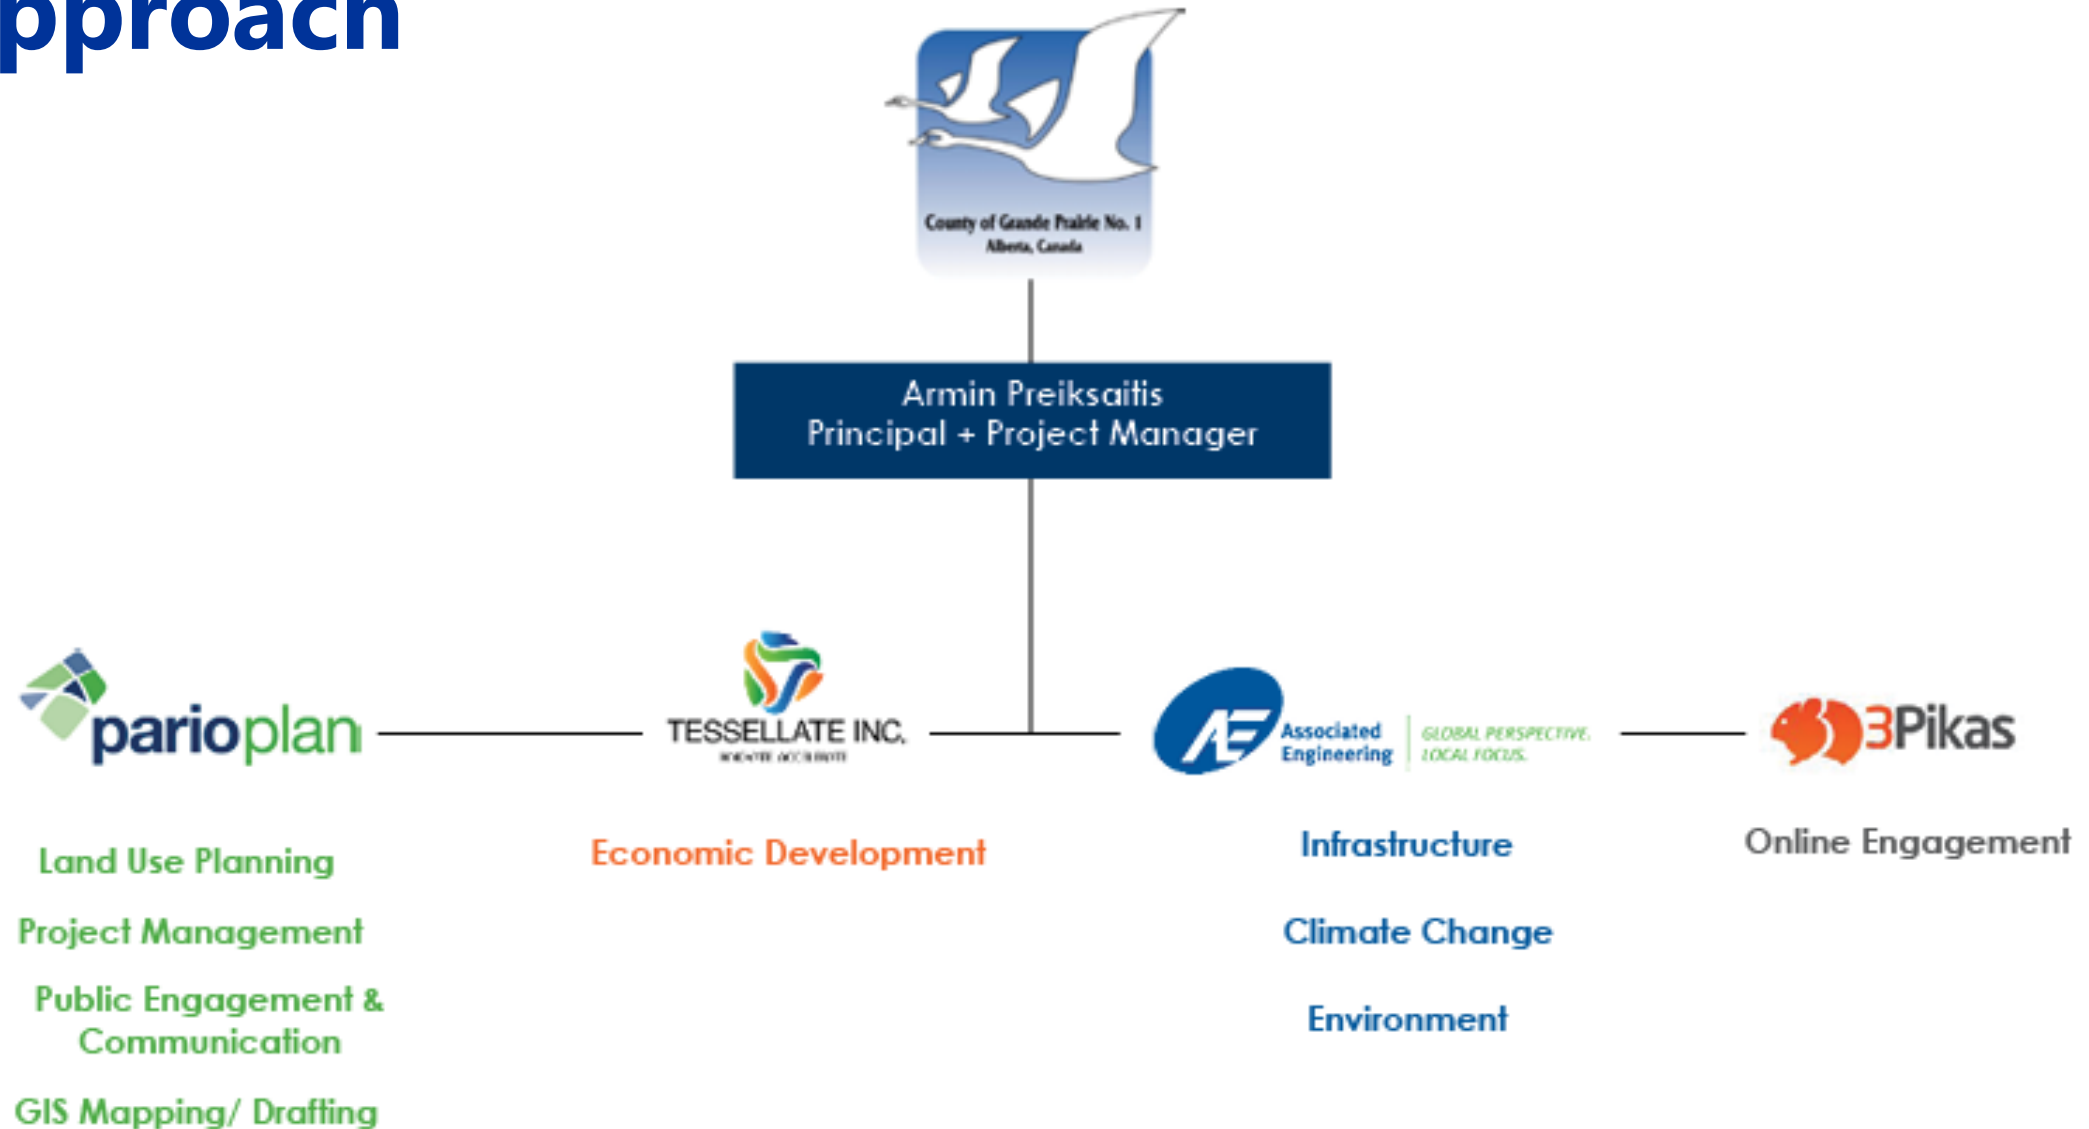 pproach
County of Grande Prairie No. 1
Alberta, Canada
Armin Preiksaitis
Principal + Project Manager
parioplan
TESSELLATE INC.
AE Associated Engineering
GLOBAL PERSPECTIVE.
LOCAL FOCUS.
3Pikas
Land Use Planning
Project Management
Public Engagement &
Communication
GIS Mapping/ Drafting
Economic Development
Infrastructure
Climate Change
Environment
Online Engagement